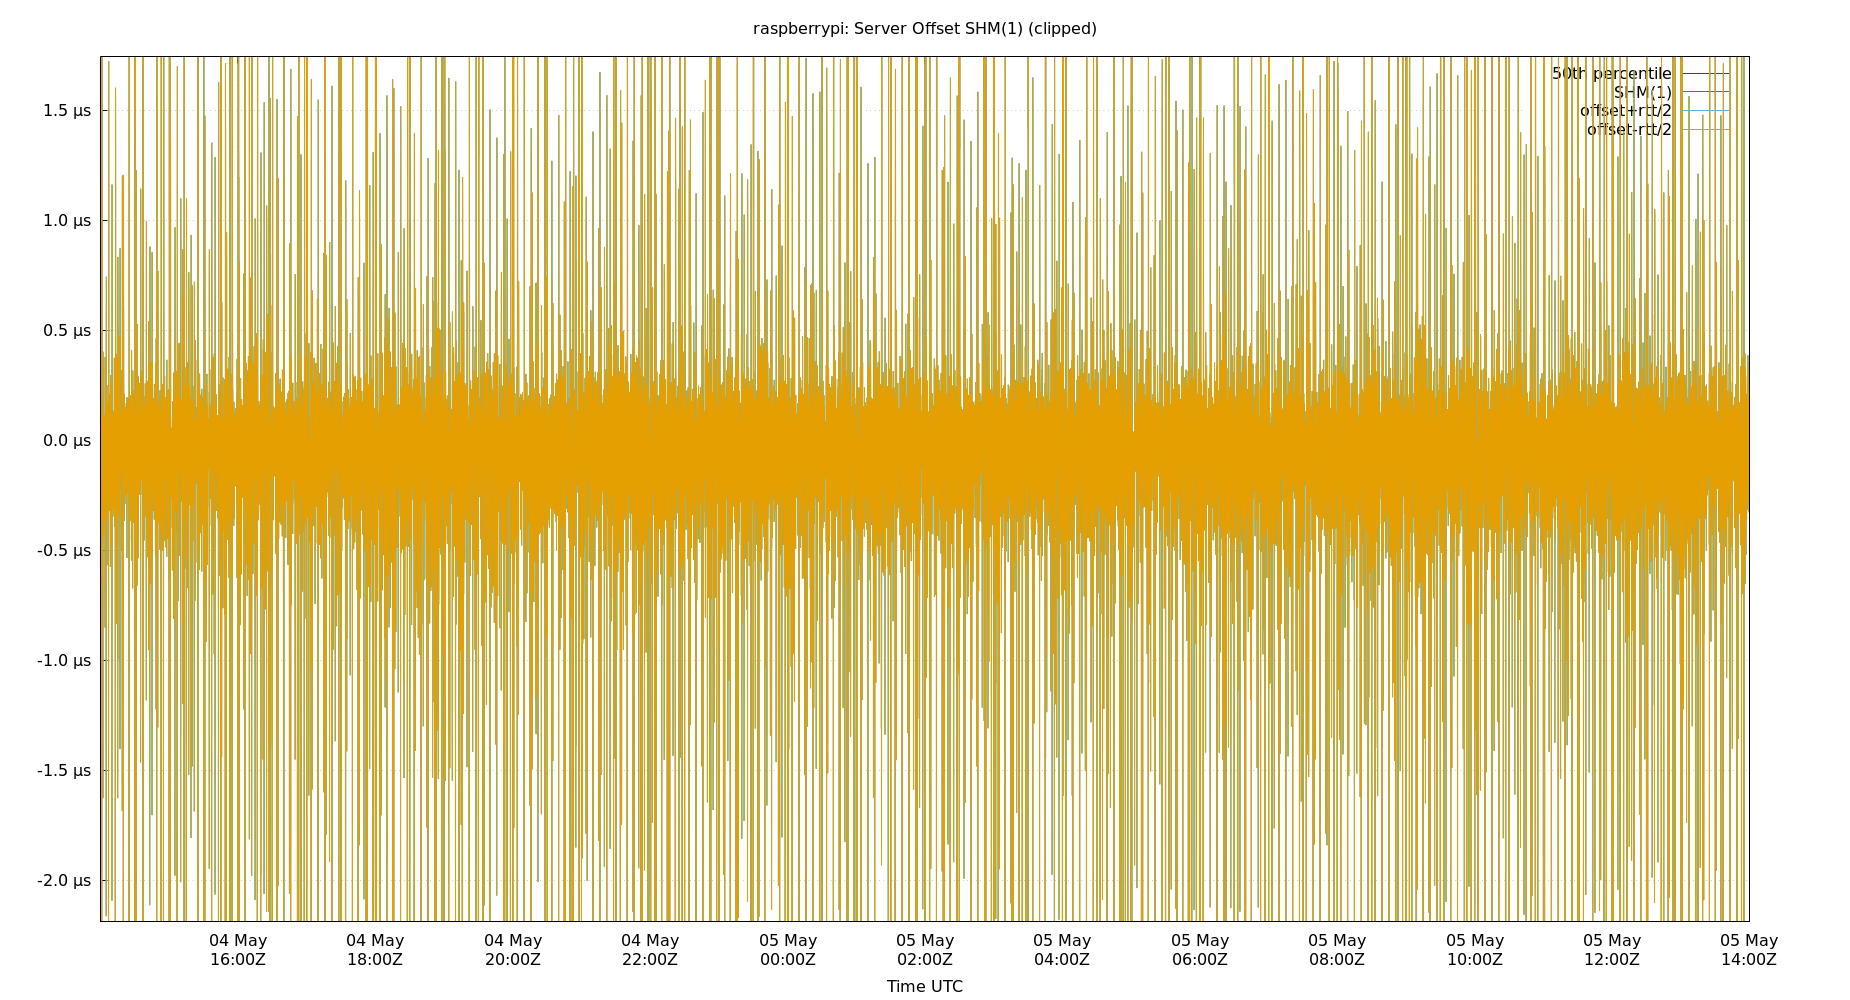 raspberrypi: Server Offset SHM(1) (clipped)
50th percentile
SHM(1)
offset+rtt/2
offset-rtt/2
1.5 µs
1.0 µs
0.5 µs
0.0 µs
-0.5 µs
-1.0 µs
-1.5 µs
-2.0 µs
04 May 04 May 04 May 04 May 05 May 05 May 05 May 05 May 05 May 05 May 05 May 05 May
16:00Z 18:00Z 20:00Z 22:00Z 00:00Z 02:00Z 04:00Z 06:00Z 08:00Z 10:00Z 12:00Z 14:00Z
Time UTC